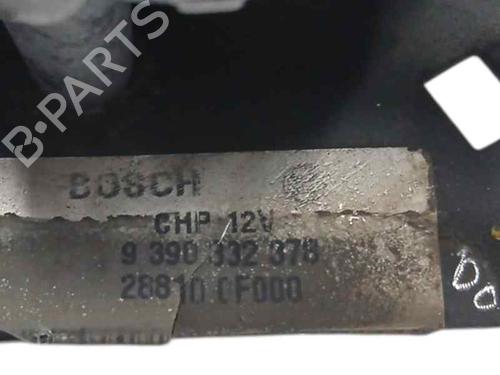 B-PARTS
BOSCH
CHP 12V
9 390 332 378
28810 0F000